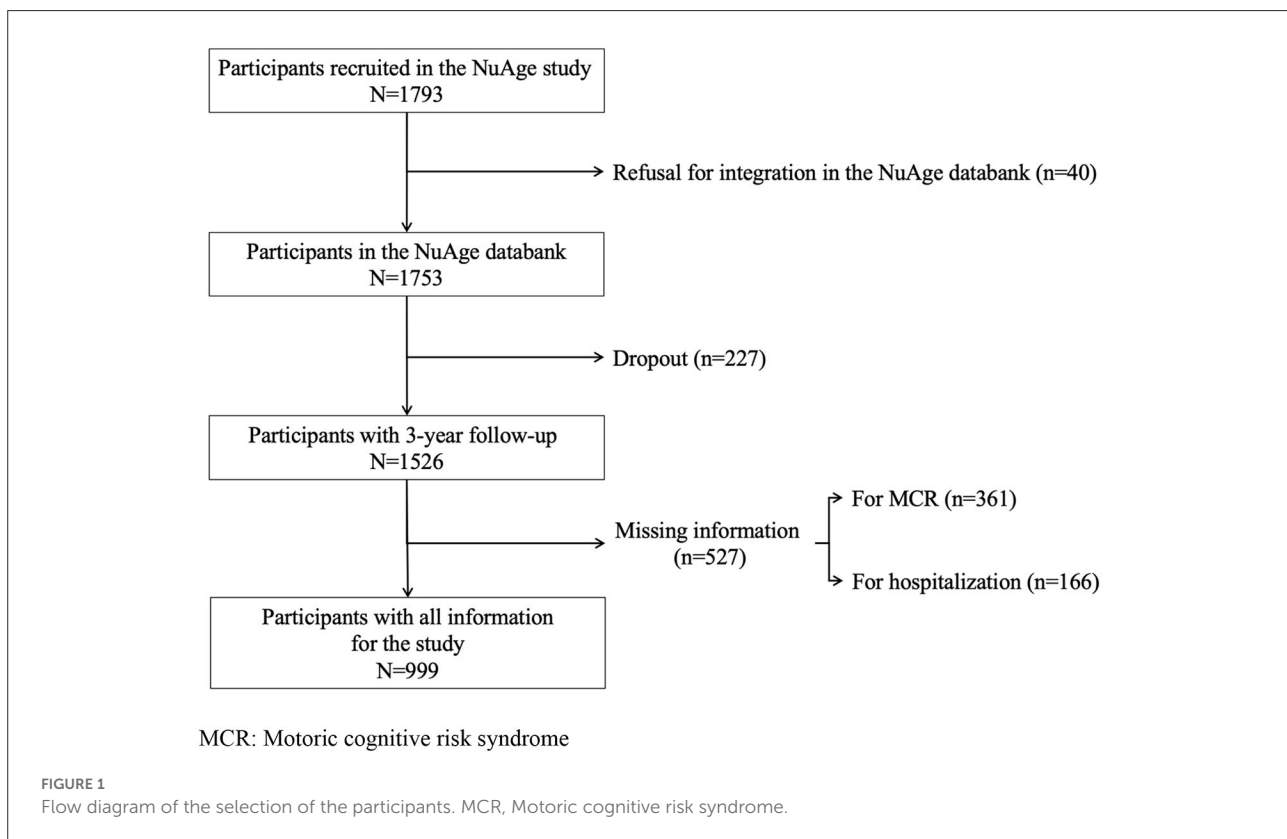 Participants recruited in the NuAge study
N=1793
Refusal for integration in the NuAge databank (n=40)
Participants in the NuAge databank
N=1753
Dropout (n=227)
Participants with 3-year follow-up
N=1526
For MCR (n=361)
Missing information
(n=527)
For hospitalization (n=166)
Participants with all information
for the study
N=999
MCR: Motoric cognitive risk syndrome
FIGURE 1
Flow diagram of the selection of the participants. MCR, Motoric cognitive risk syndrome.